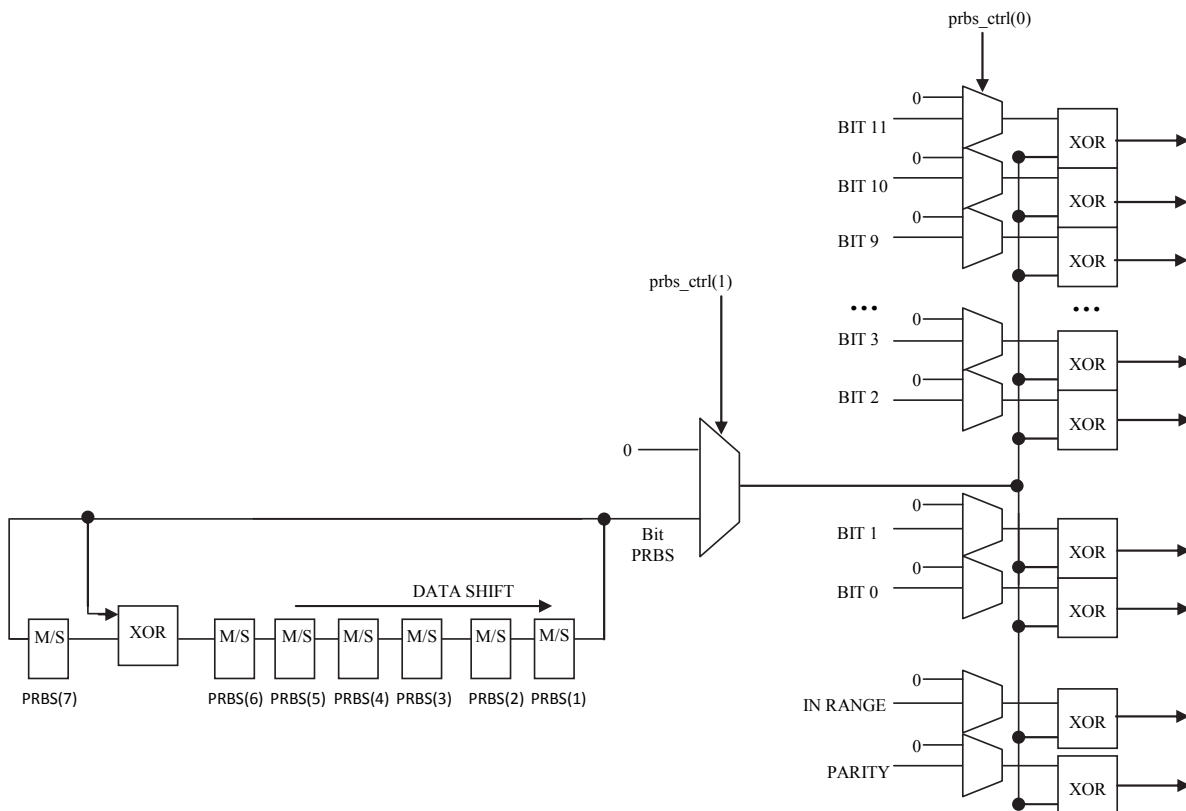 prbs_ctrl(0)
0
BIT 11
XOR
0
BIT 10
XOR
0
BIT 9
XOR
prbs_ctrl(1)
... ...
0
BIT 3
XOR
0
BIT 2
XOR
0
Bit
PRBS
0
BIT 1
XOR
0
BIT 0
XOR
DATA SHIFT
M/S XOR M/S M/S M/S M/S M/S M/S
PRBS(7) PRBS(6) PRBS(5) PRBS(4) PRBS(3) PRBS(2) PRBS(1)
0
IN RANGE
XOR
0
PARITY
XOR